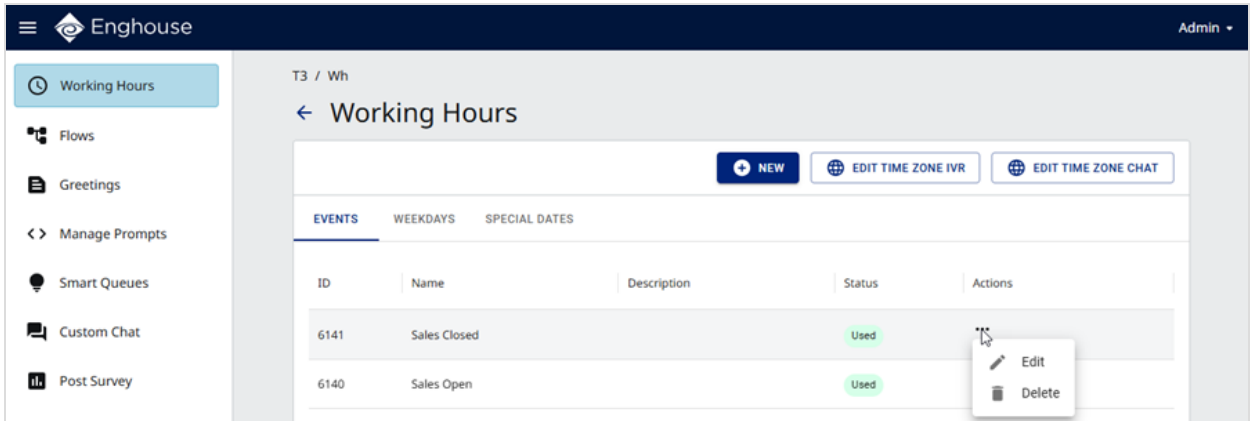 Enghouse
Admin
Working Hours
Flows
Greetings
Manage Prompts
Smart Queues
Custom Chat
Post Survey
T3 / Wh
Working Hours
NEW
EDIT TIME ZONE IVR
EDIT TIME ZONE CHAT
EVENTS WEEKDAYS SPECIAL DATES
ID Name Description Status Actions
6141 Sales Closed Used
Edit
6140 Sales Open Used
Delete